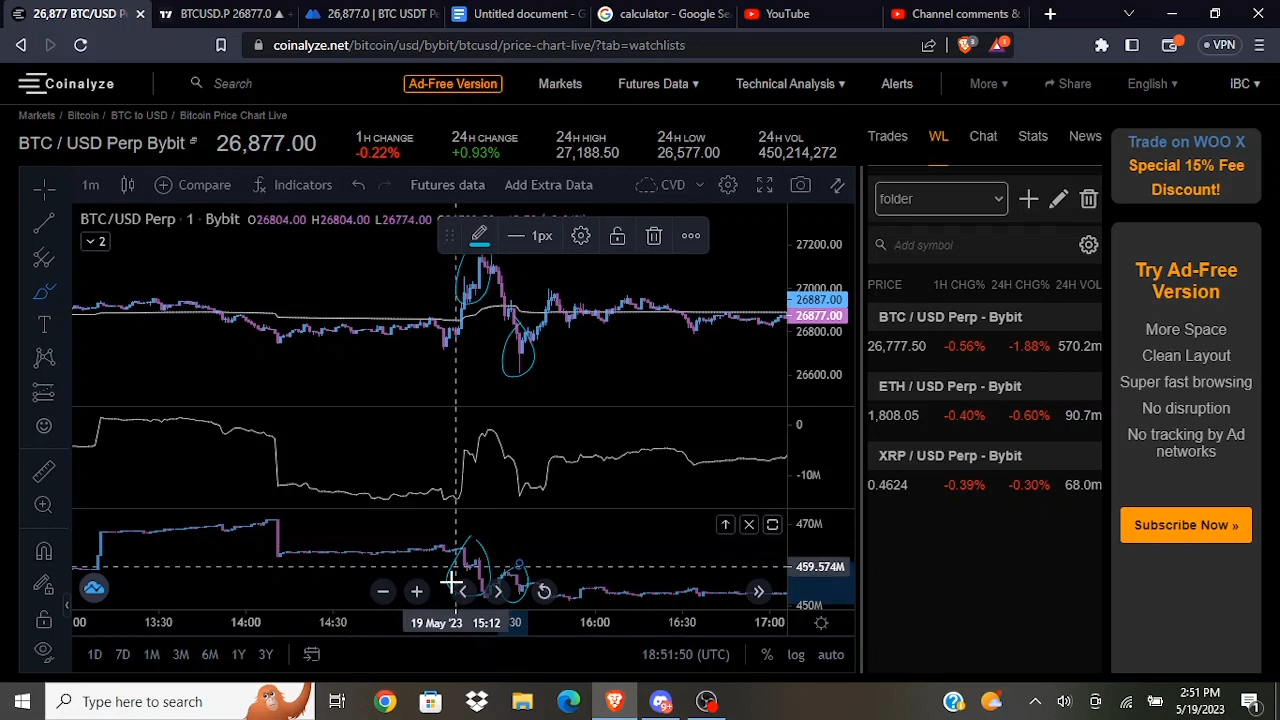 26,877 BTC/USD P
BTCUSD.P 26877.0 ▲ +
26,877.0 | BTC USDT P
Untitled document - G
calculator - Google Se
YouTube
Channel comments &
coinalyze.net/bitcoin/usd/bybit/btcusd/price-chart-live/?tab=watchlists
3
1
VPN
Coinalyze
Search
Ad-Free Version
Markets
Futures Data ▾
Technical Analysis ▾
Alerts
More ▾
Share
English ▾
IBC ▾
Markets / Bitcoin / BTC to USD / Bitcoin Price Chart Live
BTC / USD Perp Bybit
26,877.00
1H CHANGE
-0.22%
24H CHANGE
+0.93%
24H HIGH
27,188.50
24H LOW
26,577.00
24H VOL
450,214,272
Trades
WL
Chat
Stats
News
Trade on WOO X
Special 15% Fee
Discount!
1m
Compare
Indicators
Futures data
Add Extra Data
CVD
folder
BTC/USD Perp · 1 · Bybit O26804.00 H26804.00 L26774.00
2
1px
Add symbol
PRICE 1H CHG% 24H CHG% 24H VOL
BTC / USD Perp - Bybit
26,777.50 -0.56% -1.88% 570.2m
ETH / USD Perp - Bybit
1,808.05 -0.40% -0.60% 90.7m
XRP / USD Perp - Bybit
0.4624 -0.39% -0.30% 68.0m
27200.00
27000.00
26887.00
26877.00
26800.00
26600.00
0
-10M
470M
459.574M
450M
Try Ad-Free
Version
More Space
Clean Layout
Super fast browsing
No disruption
No tracking by Ad
networks
Subscribe Now »
:00
13:30
14:00
14:30
19 May '23 15:12
:30
16:00
16:30
17:00
1D 7D 1M 3M 6M 1Y 3Y
18:51:50 (UTC)
% log auto
Type here to search
2:51 PM
5/19/2023
1